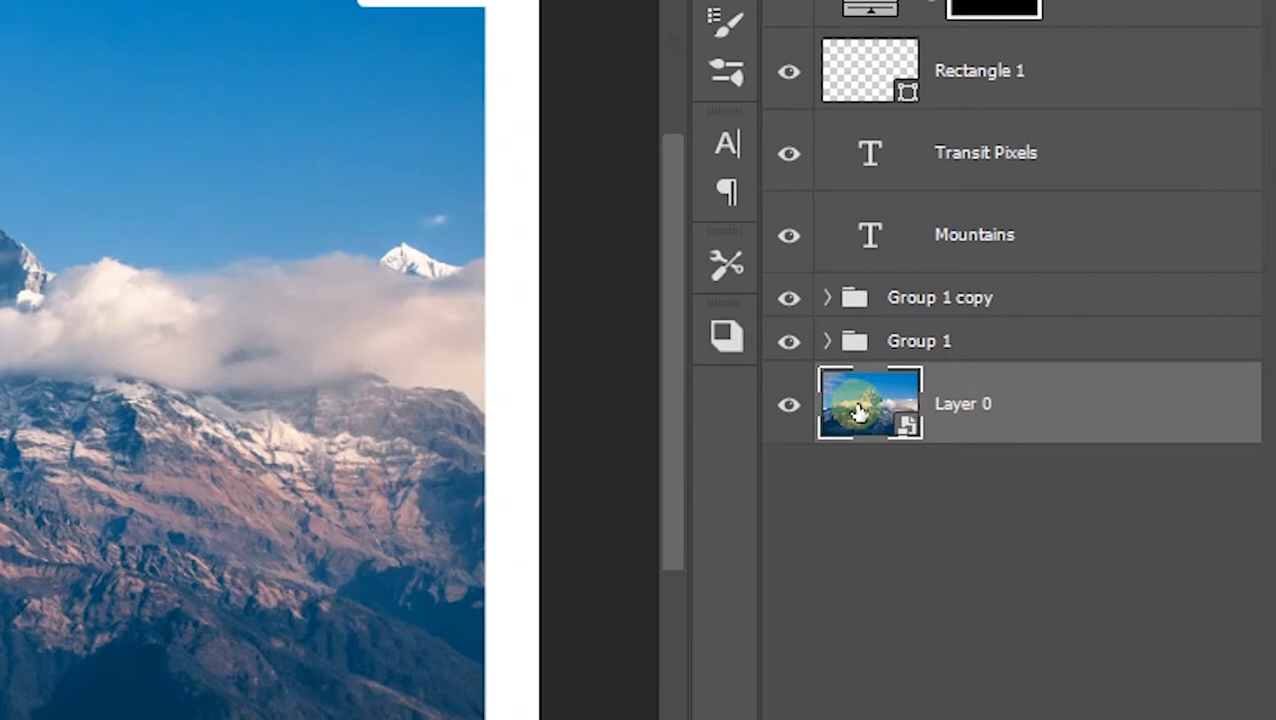 Rectangle 1
Transit Pixels
Mountains
Group 1 copy
Group 1
Layer 0